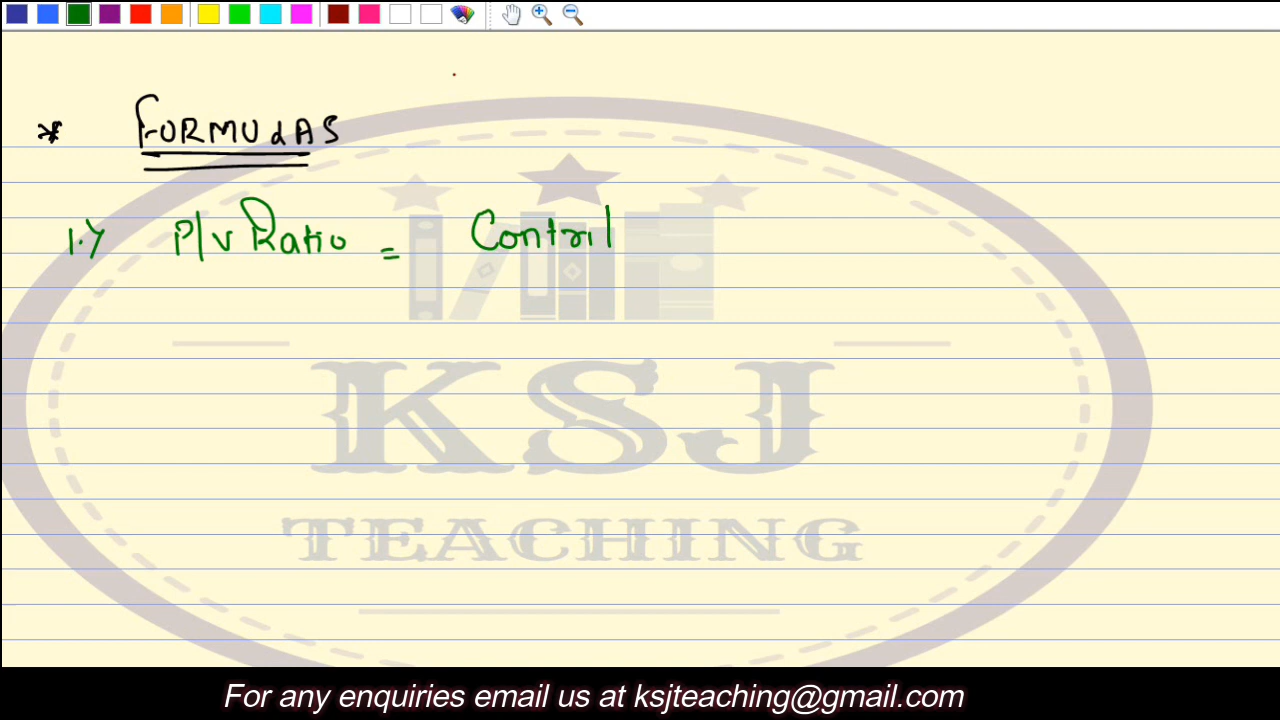 * FORMULAS
1.) P/V Ratio = Contri
KSJ
TEACHING
For any enquiries email us at ksjteaching@gmail.com